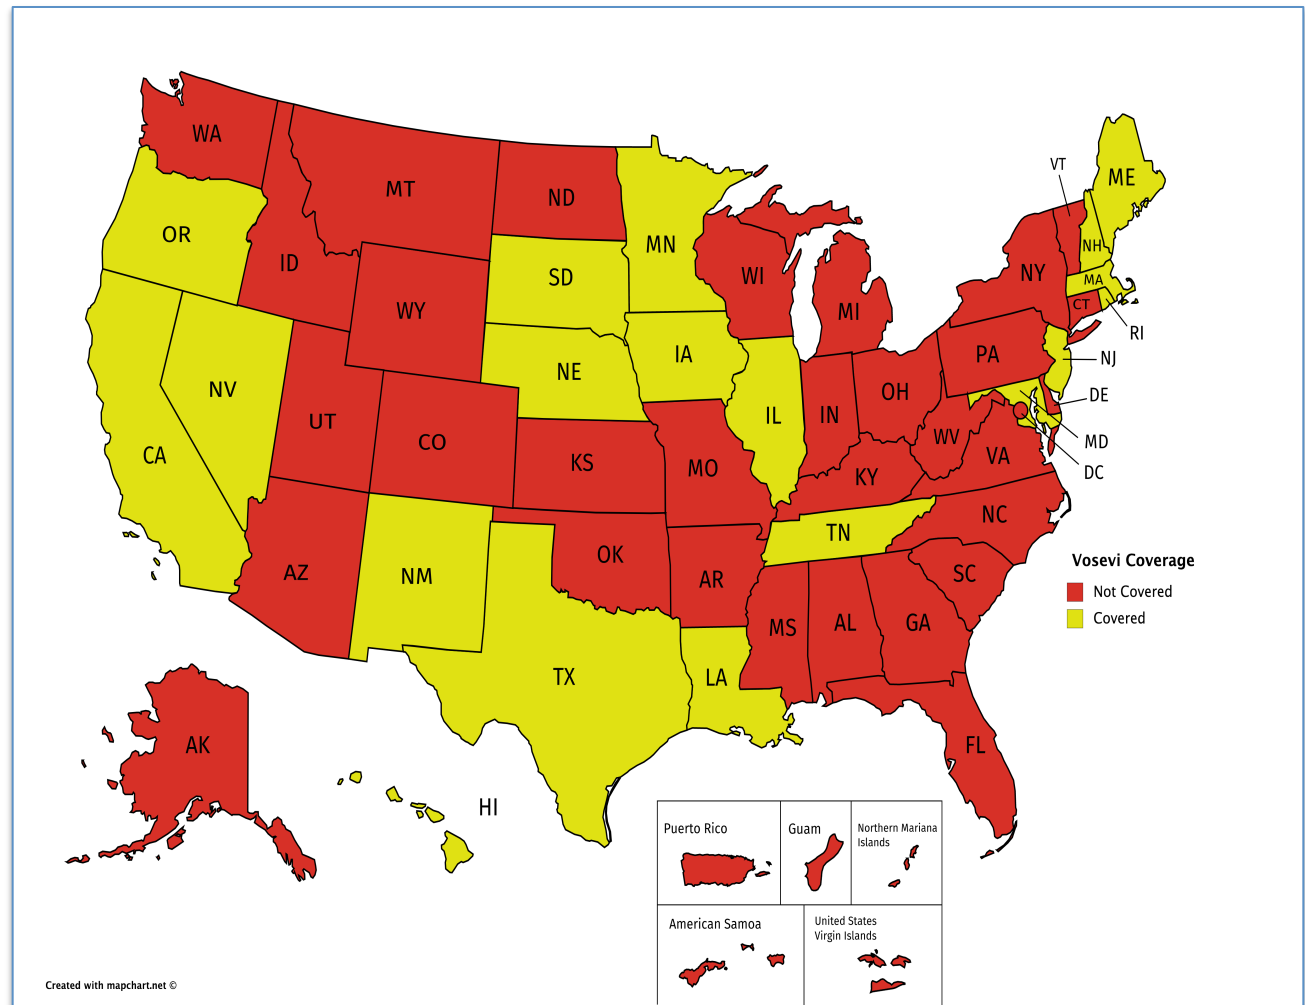 WA
MT
ND
VT
ME
OR
MN
ID
SD
WI
NH
NY
MA
WY
MI
CT
RI
IA
PA
NJ
NE
NV
OH
DE
UT
IL
IN
CO
WV
MD
CA
KS
MO
VA
DC
KY
NC
TN
OK
AZ
NM
AR
SC
Vosevi Coverage
Not Covered
Covered
MS
AL
GA
TX
LA
AK
FL
HI
Puerto Rico
Guam
Northern Mariana
Islands
American Samoa
United States
Virgin Islands
Created with mapchart.net ©